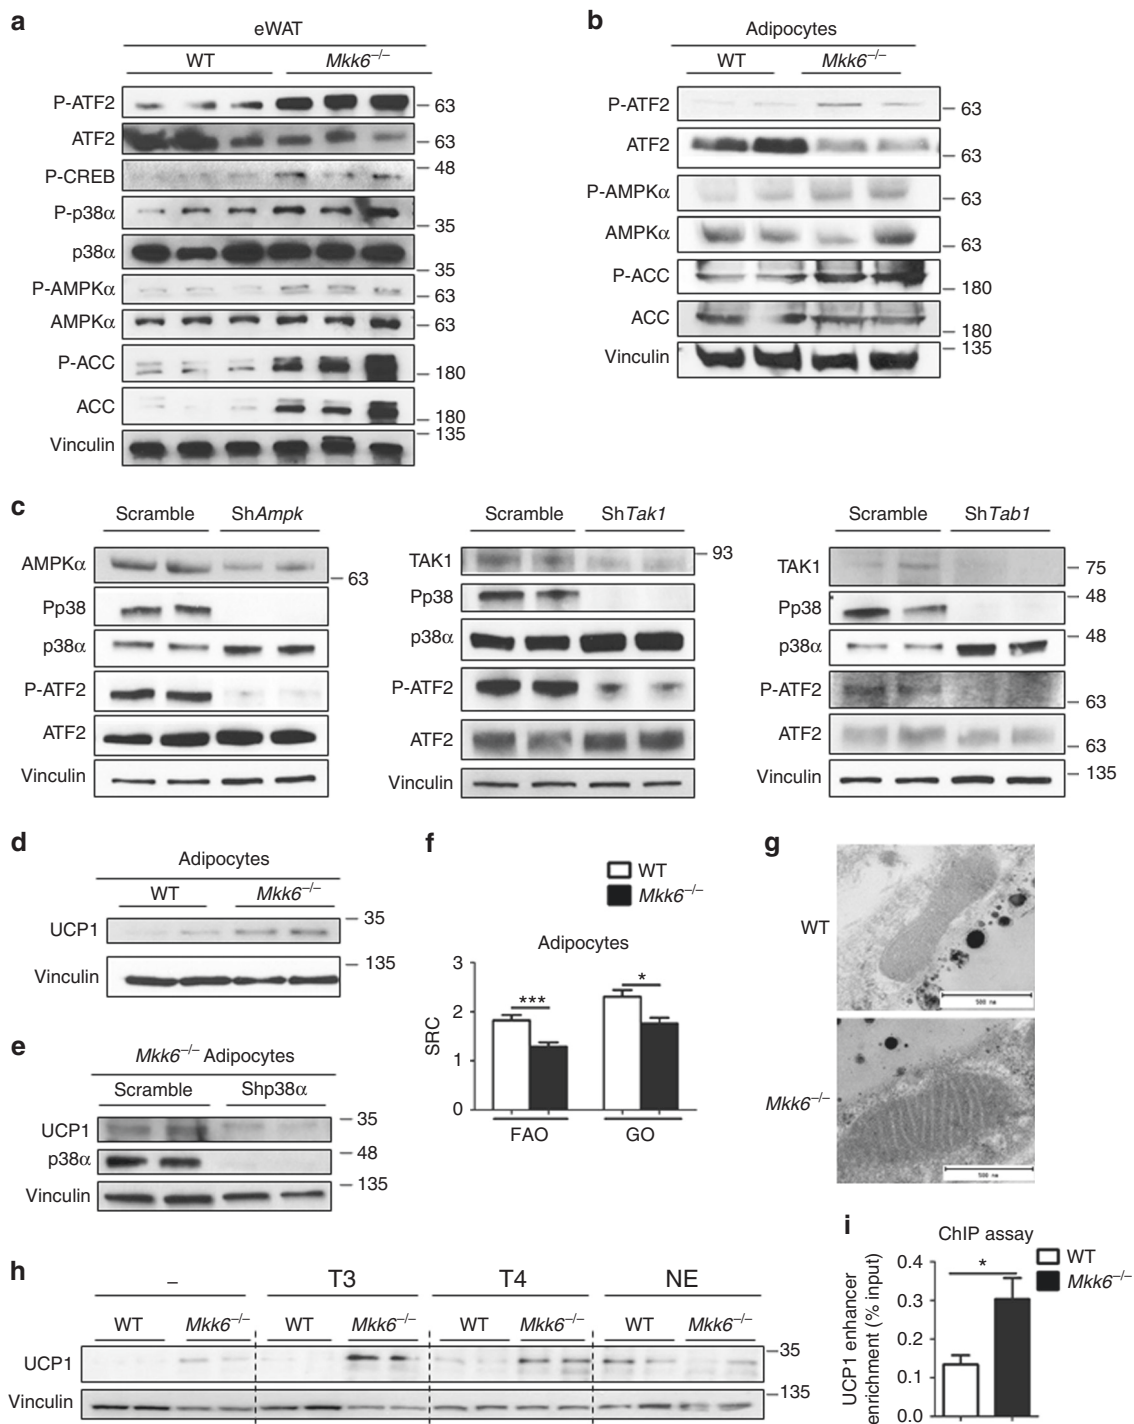 a
eWAT
WT Mkk6–/–
P-ATF2 63
ATF2 63
P-CREB 48
P-p38α 35
p38α 35
P-AMPKα 63
AMPKα 63
P-ACC 180
ACC 180
Vinculin 135
b
Adipocytes
WT Mkk6–/–
P-ATF2 63
ATF2 63
P-AMPKα 63
AMPKα 63
P-ACC 180
ACC 180
Vinculin 135
c
Scramble ShAmpk
AMPKα 63
Pp38
p38α
P-ATF2
ATF2
Vinculin
Scramble ShTak1
TAK1 93
Pp38
p38α
P-ATF2
ATF2
Vinculin
Scramble ShTab1
TAK1 75
Pp38 48
p38α 48
P-ATF2 63
ATF2 63
Vinculin 135
d
Adipocytes
WT Mkk6–/–
UCP1 35
Vinculin 135
e
Mkk6–/– Adipocytes
Scramble Shp38α
UCP1 35
p38α 48
Vinculin 135
f
WT
Mkk6–/–
Adipocytes
SRC
3
2
1
0
*** *
FAO GO
g
WT
500 nm
Mkk6–/–
500 nm
h
– T3 T4 NE
WT Mkk6–/– WT Mkk6–/– WT Mkk6–/– WT Mkk6–/–
UCP1 35
Vinculin 135
i
ChIP assay
WT
Mkk6–/–
UCP1 enhancer
enrichment (% input)
0.4
0.3
0.2
0.1
0.0
*